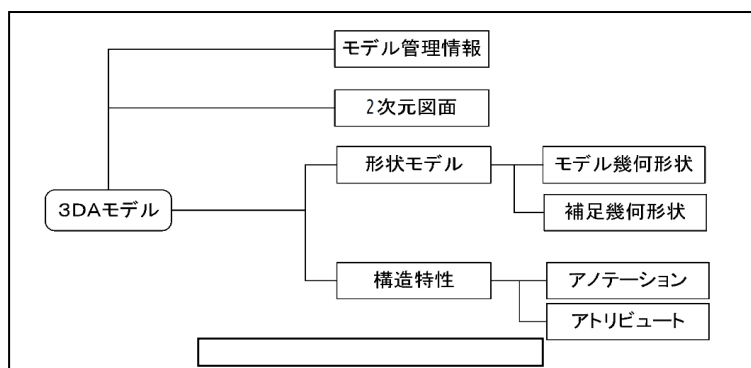 モデル管理情報
2次元図面
形状モデル
モデル幾何形状
3DAモデル
補足幾何形状
構造特性
アノテーション
アトリビュート